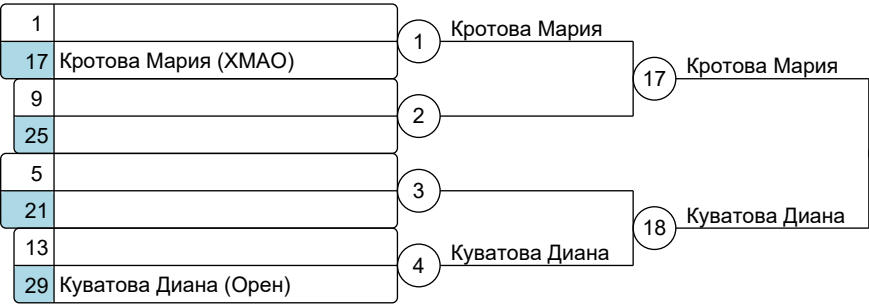 1
17 Кротова Мария (ХМАО)
9
25
5
21
13
29 Куватова Диана (Орен)
1 Кротова Мария
2
3
4 Куватова Диана
17 Кротова Мария
18 Куватова Диана